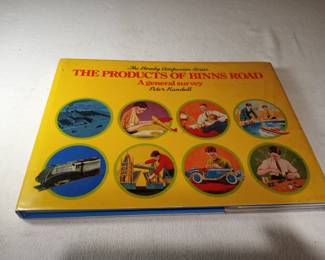 The Hornby Companion Series
THE PRODUCTS OF BINNS ROAD
A general survey
Peter Randall